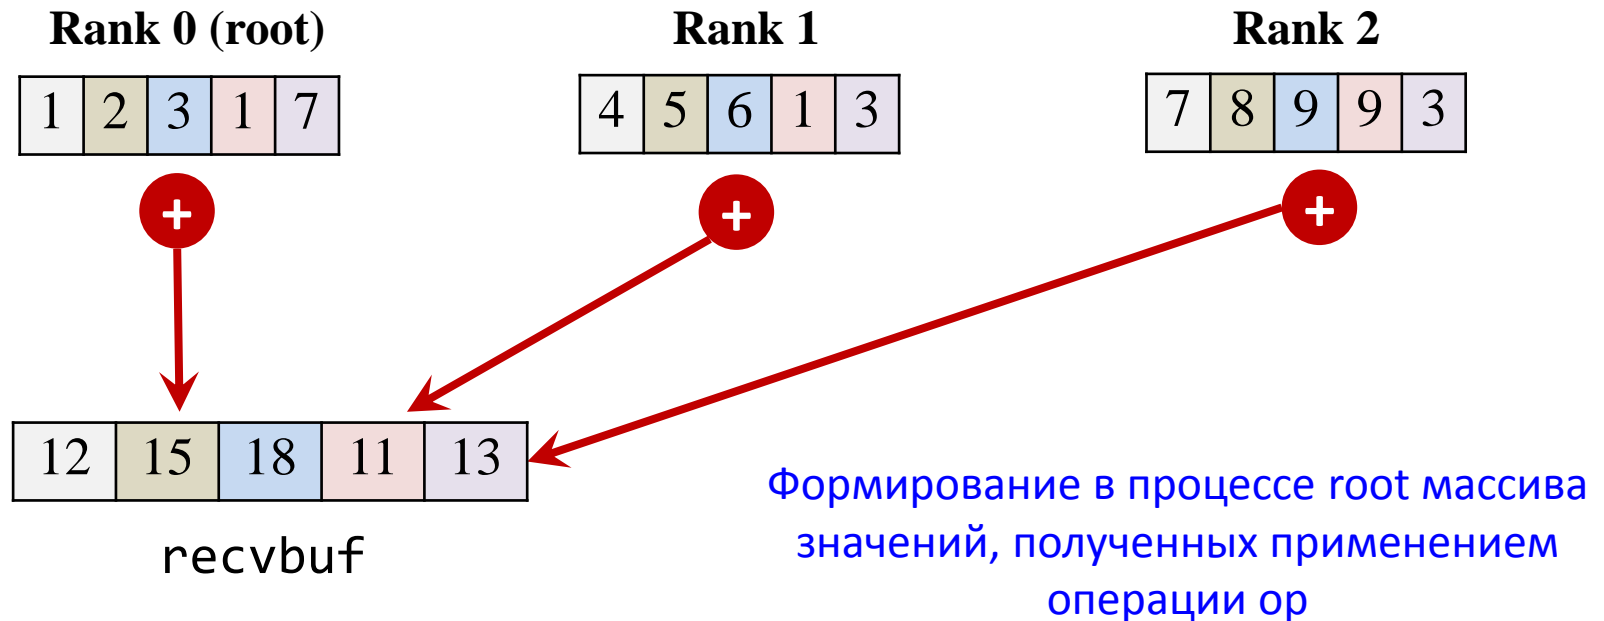 Rank 0 (root) Rank 1 Rank 2
1 2 3 1 7 4 5 6 1 3 7 8 9 9 3
+ + +
12 15 18 11 13
recvbuf
Формирование в процессе root массива
значений, полученных применением
операции op